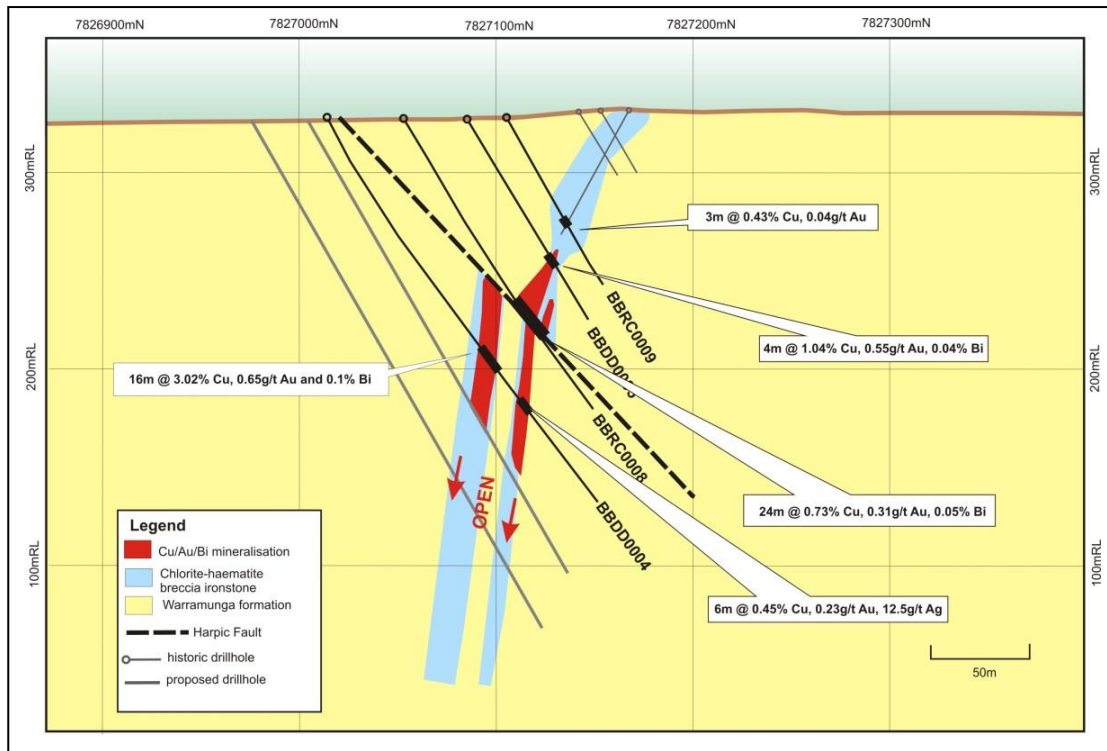 7826900mN 7827000mN 7827100mN 7827200mN 7827300mN
300mRL 300mRL
3m @ 0.43% Cu, 0.04g/t Au
BBRC0009
4m @ 1.04% Cu, 0.55g/t Au, 0.04% Bi
200mRL 200mRL
16m @ 3.02% Cu, 0.65g/t Au and 0.1% Bi
BBRC0008
OPEN
24m @ 0.73% Cu, 0.31g/t Au, 0.05% Bi
BBDD0004
100mRL 100mRL
6m @ 0.45% Cu, 0.23g/t Au, 12.5g/t Ag
Legend
Cu/Au/Bi mineralisation
Chlorite-haematite
breccia ironstone
Warramunga formation
Harpic Fault
historic drillhole
proposed drillhole
50m